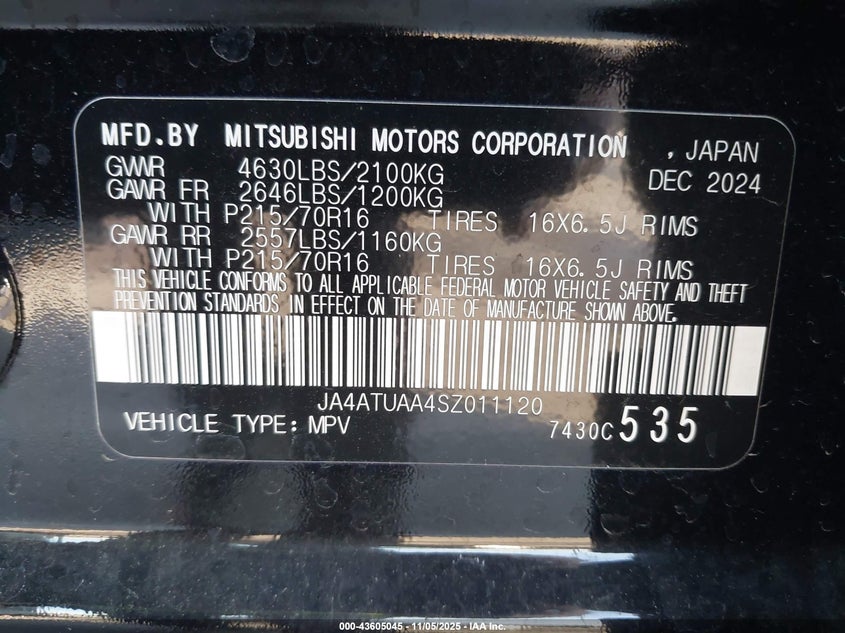 MFD.BY MITSUBISHI MOTORS CORPORATION , JAPAN
GWWR 4630LBS/2100KG DEC 2024
GAWR FR 2646LBS/1200KG
WITH P215/70R16 TIRES 16X6.5J RIMS
GAWR RR 2557LBS/1160KG
WITH P215/70R16 TIRES 16X6.5J RIMS
THIS VEHICLE CONFORMS TO ALL APPLICABLE FEDERAL MOTOR VEHICLE SAFETY AND THEFT
PREVENTION STANDARDS IN EFFECT ON THE DATE OF MANUFACTURE SHOWN ABOVE.
JA4ATUAA4SZ011120
VEHICLE TYPE: MPV 7430C 535
000-43605045 - 11/05/2025 - IAA Inc.